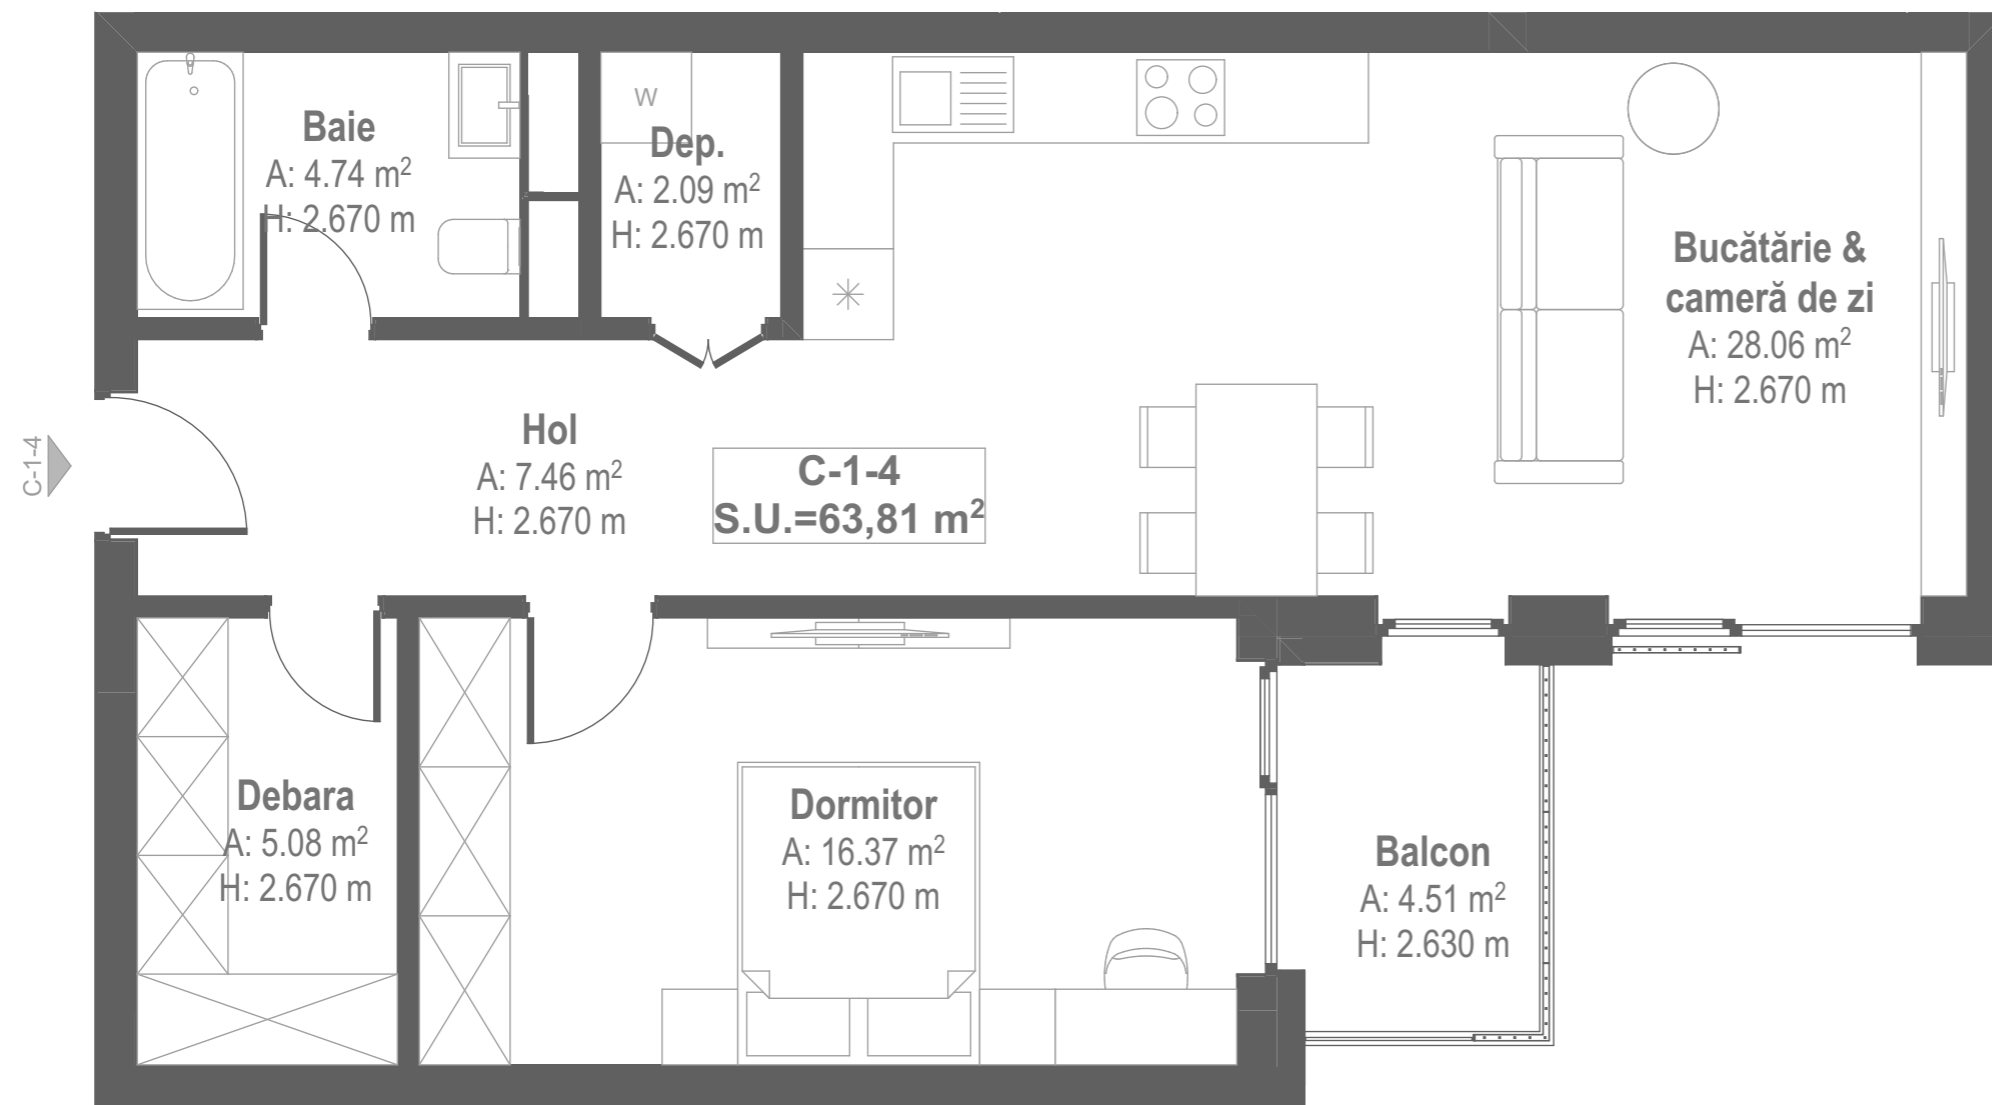 Baie
A: 4.74 m²
H: 2.670 m
W
Dep.
A: 2.09 m²
H: 2.670 m
Bucătărie &
cameră de zi
A: 28.06 m²
H: 2.670 m
C-1-4
Hol
A: 7.46 m²
H: 2.670 m
C-1-4
S.U.=63,81 m²
Debara
A: 5.08 m²
H: 2.670 m
Dormitor
A: 16.37 m²
H: 2.670 m
Balcon
A: 4.51 m²
H: 2.630 m